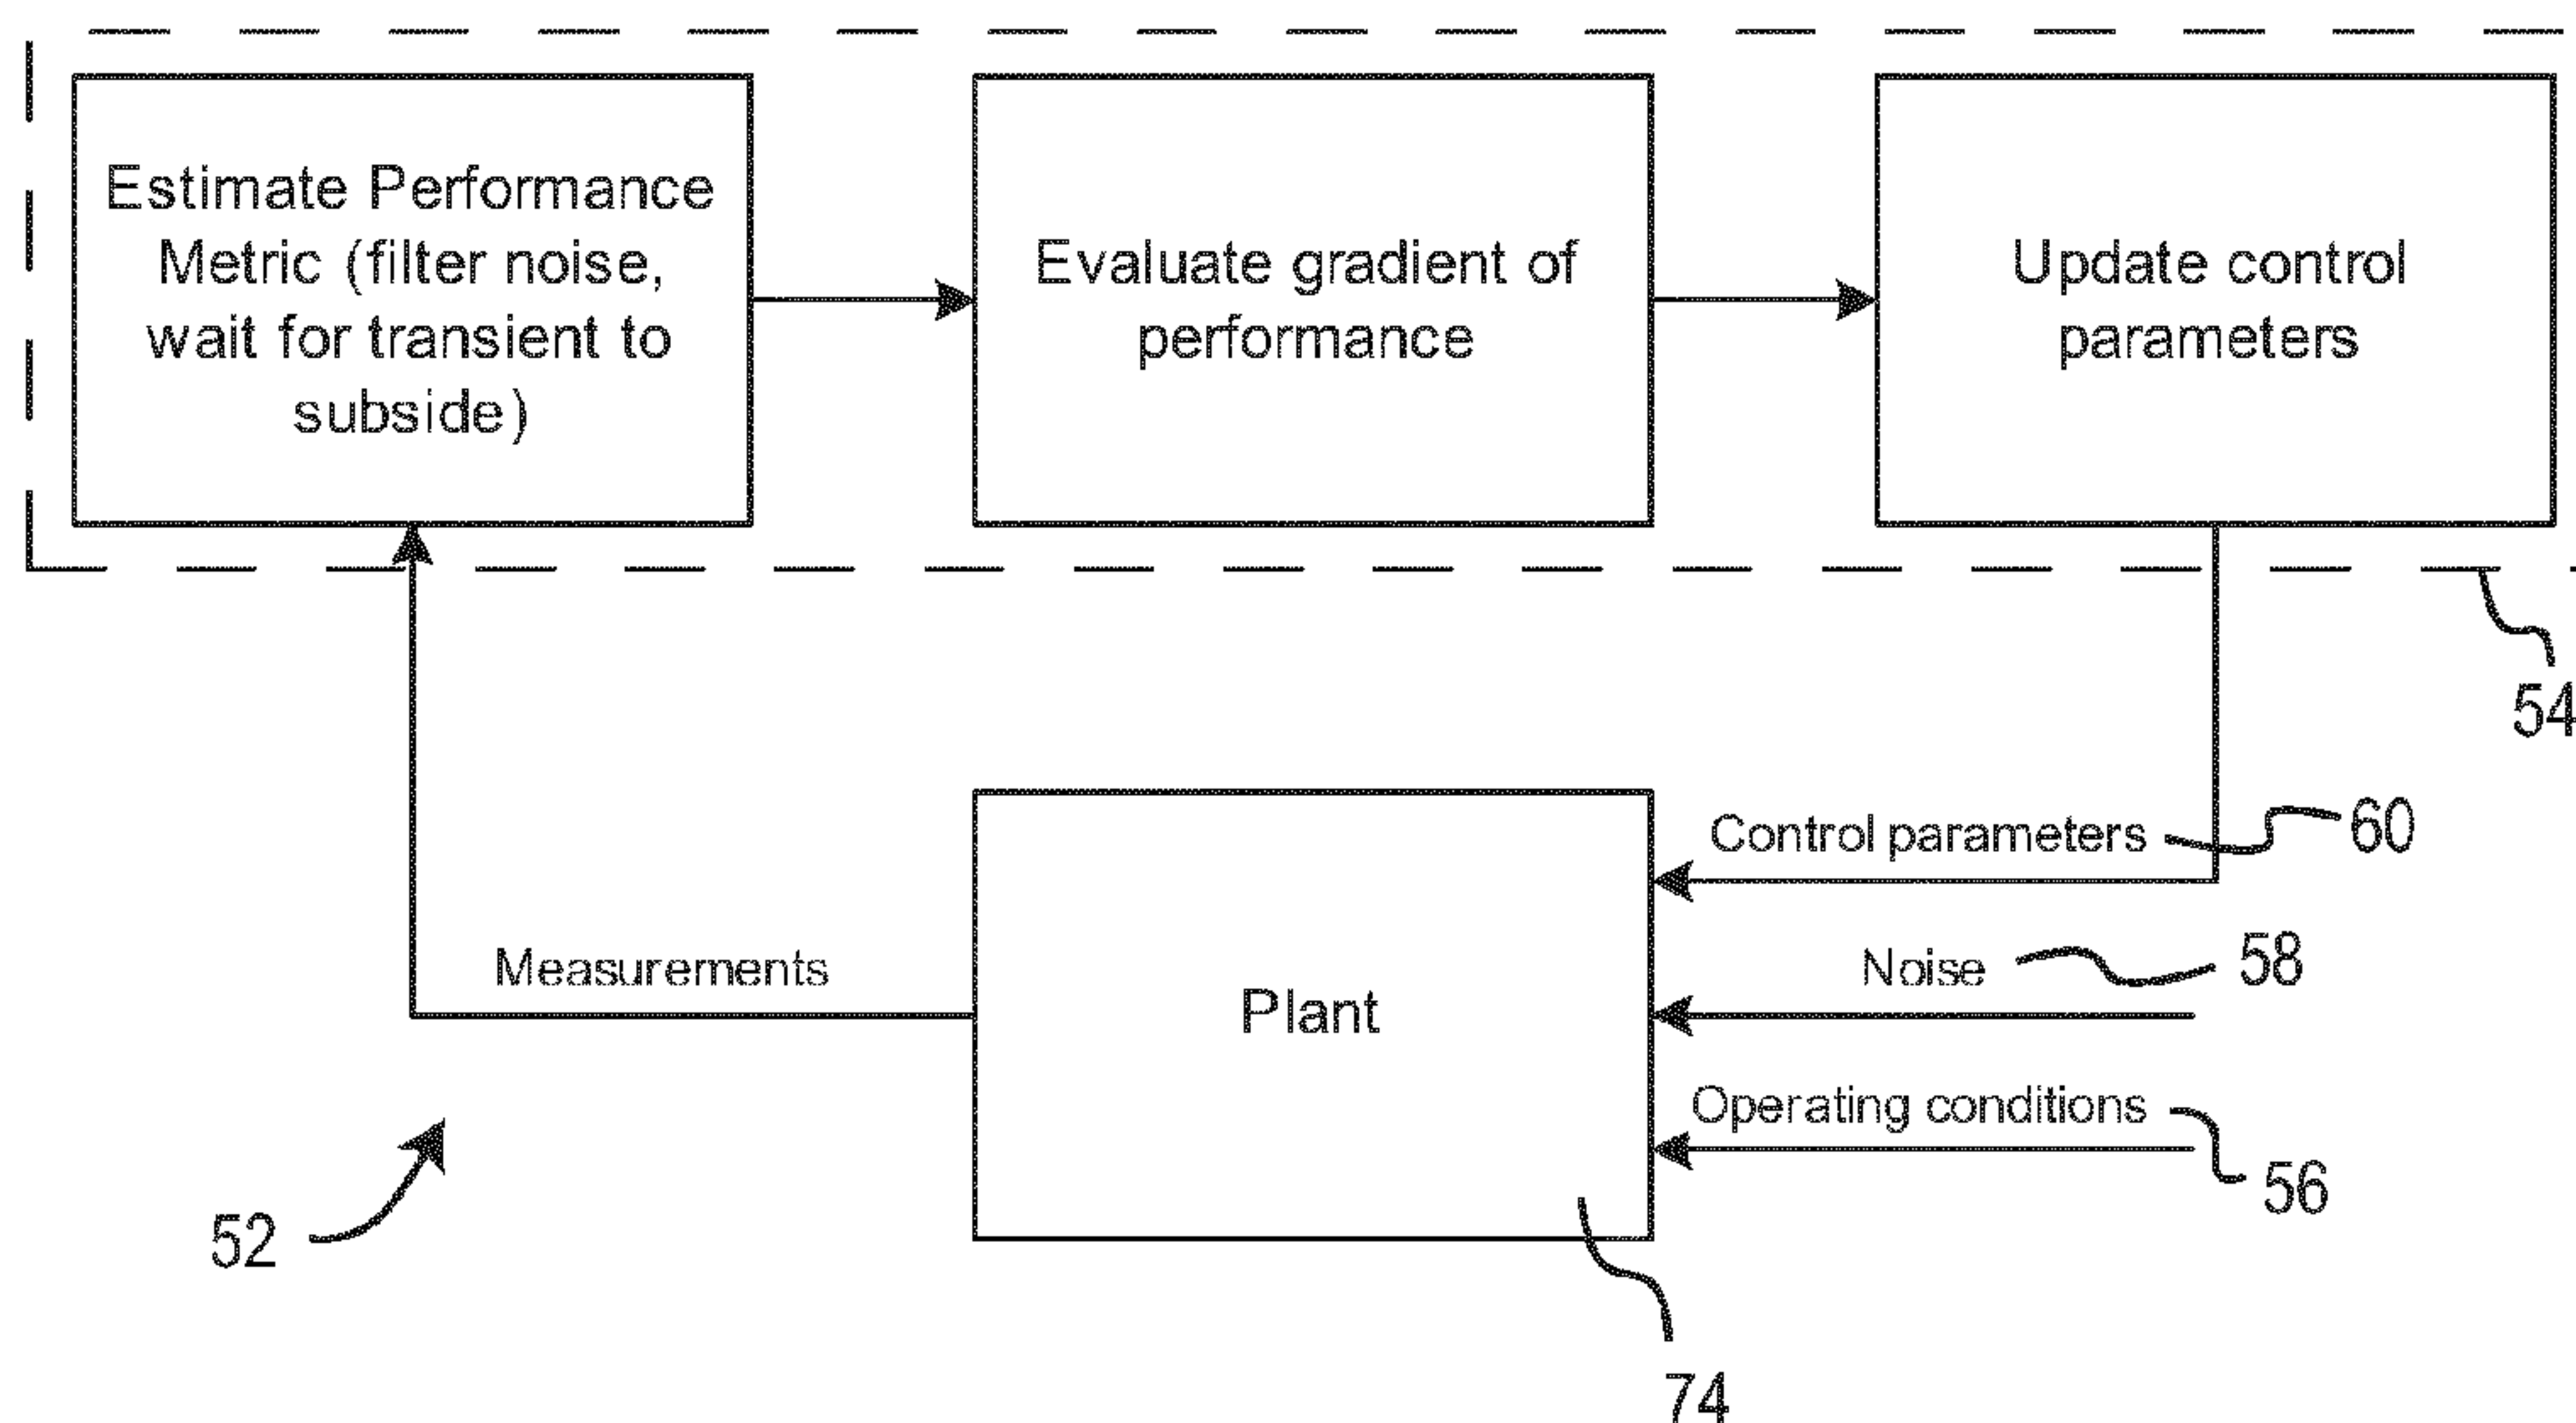 Estimate Performance
Metric (filter noise,
wait for transient to
subside)
Evaluate gradient of
performance
Update control
parameters
54
Control parameters
60
Measurements
Plant
Noise
58
Operating conditions
56
52
74